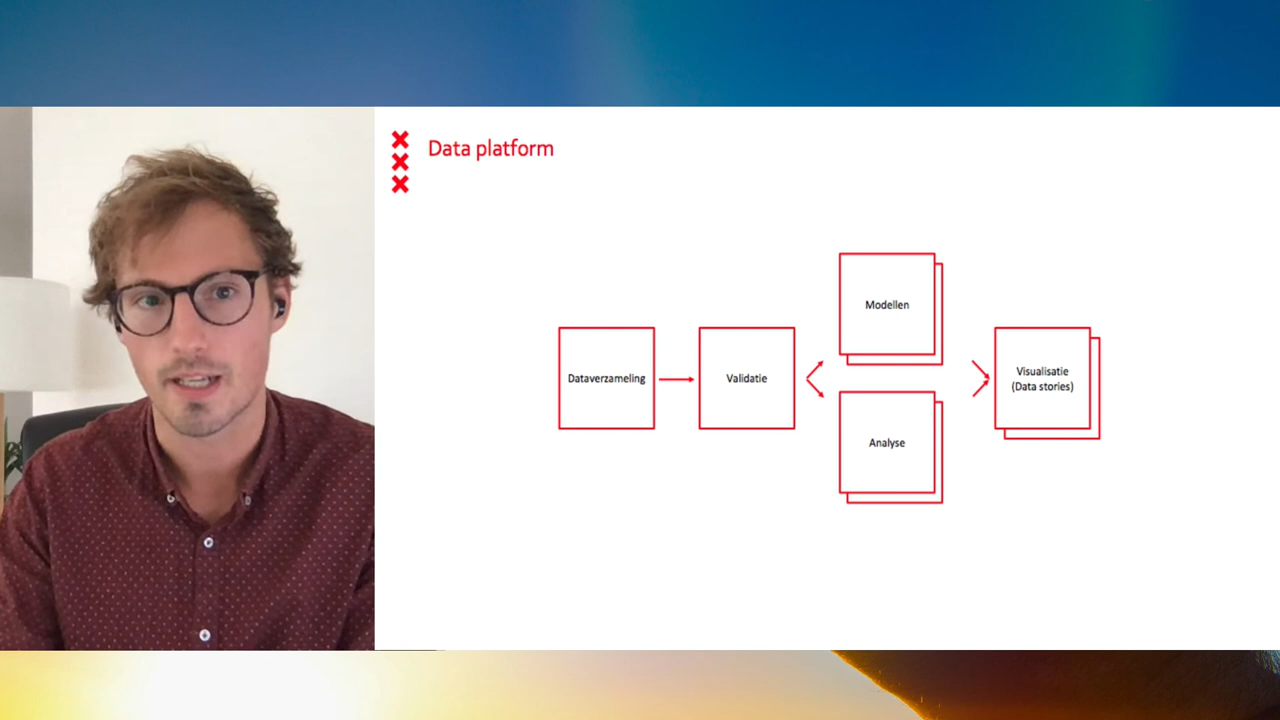 Data platform
Modellen
Dataverzameling
Validatie
Visualisatie
(Data stories)
Analyse